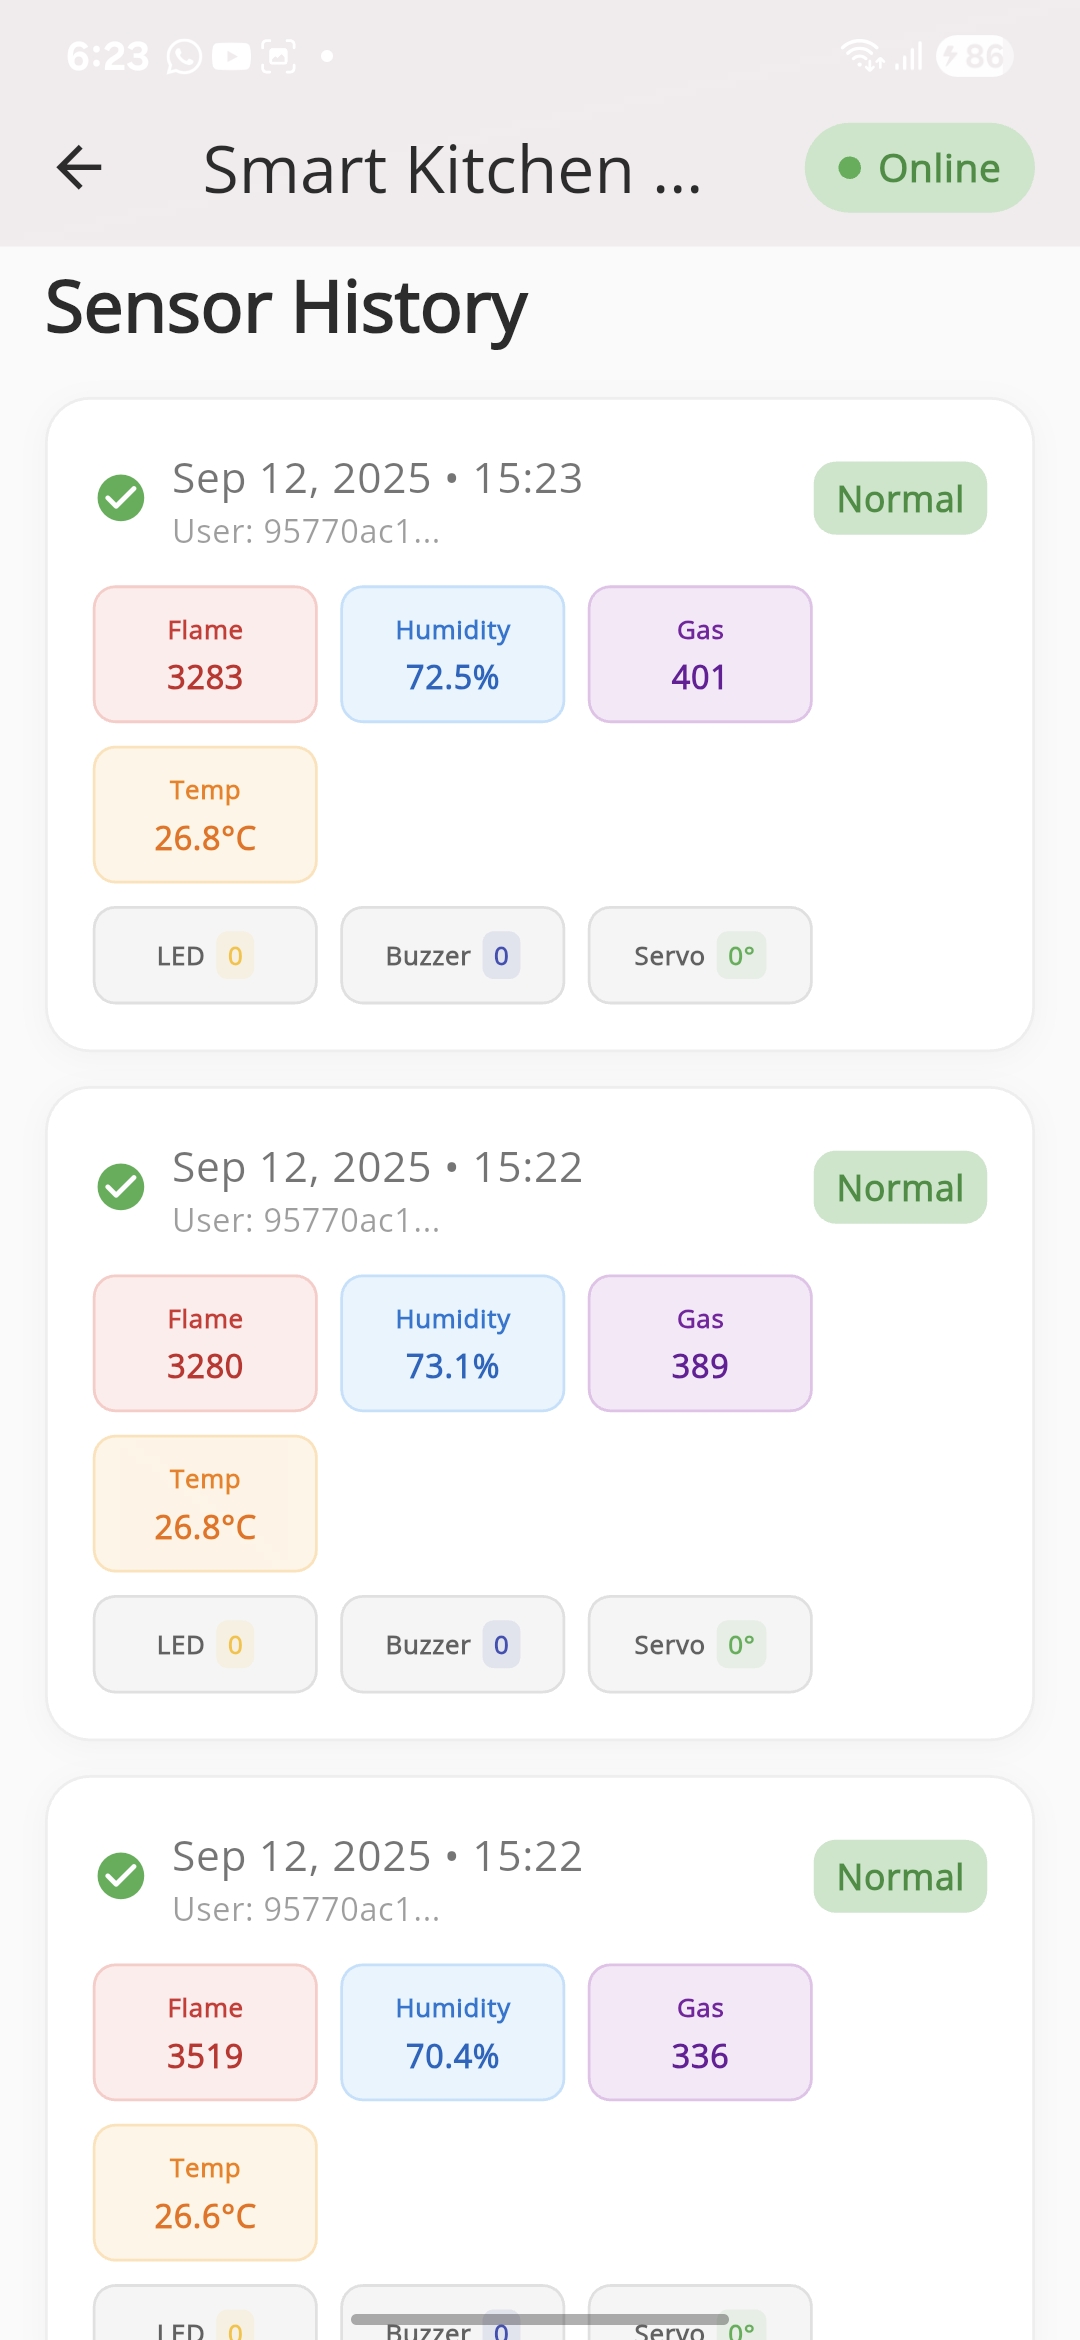 6:23
86
Smart Kitchen ...
Online
Sensor History
Sep 12, 2025 • 15:23
User: 95770ac1...
Normal
Flame
3283
Humidity
72.5%
Gas
401
Temp
26.8°C
LED 0
Buzzer 0
Servo 0°
Sep 12, 2025 • 15:22
User: 95770ac1...
Normal
Flame
3280
Humidity
73.1%
Gas
389
Temp
26.8°C
LED 0
Buzzer 0
Servo 0°
Sep 12, 2025 • 15:22
User: 95770ac1...
Normal
Flame
3519
Humidity
70.4%
Gas
336
Temp
26.6°C
LED 0
Buzzer 0
Servo 0°